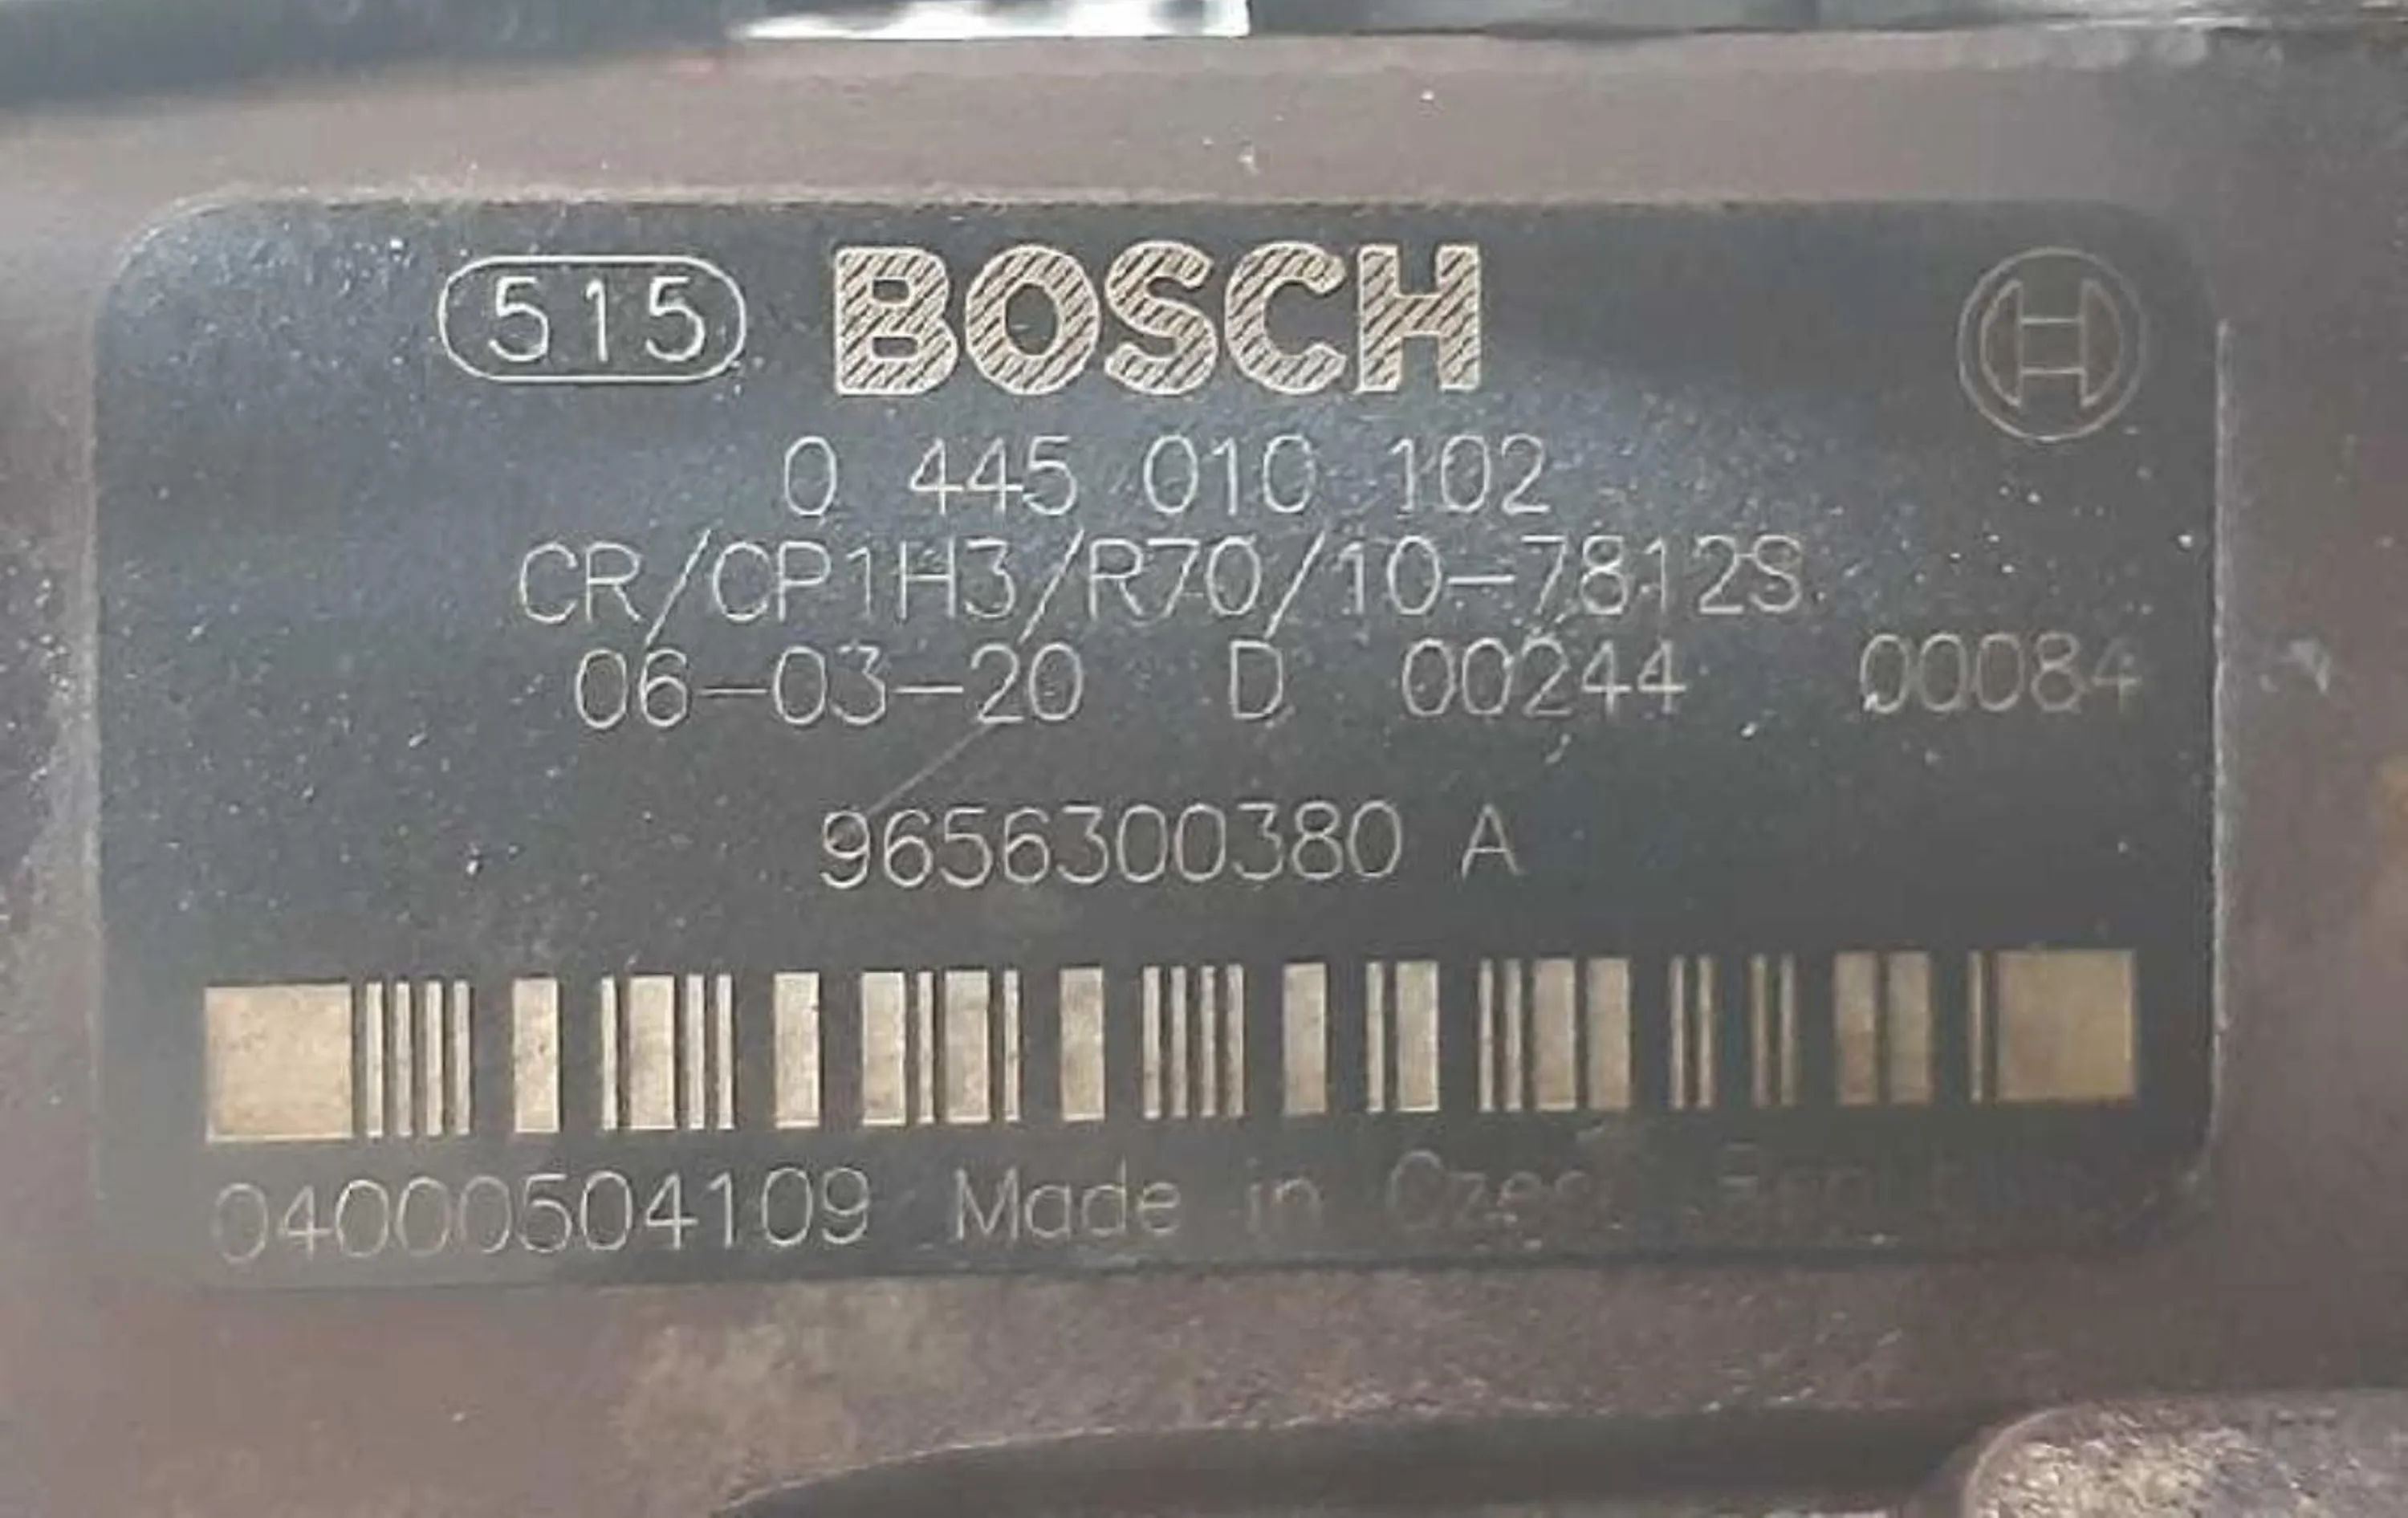 515 BOSCH
0 445 010 102
CR/CP1H3/R70/10-7812S
06-03-20 D 00244 00084
9656300380 A
04000504109 Made in